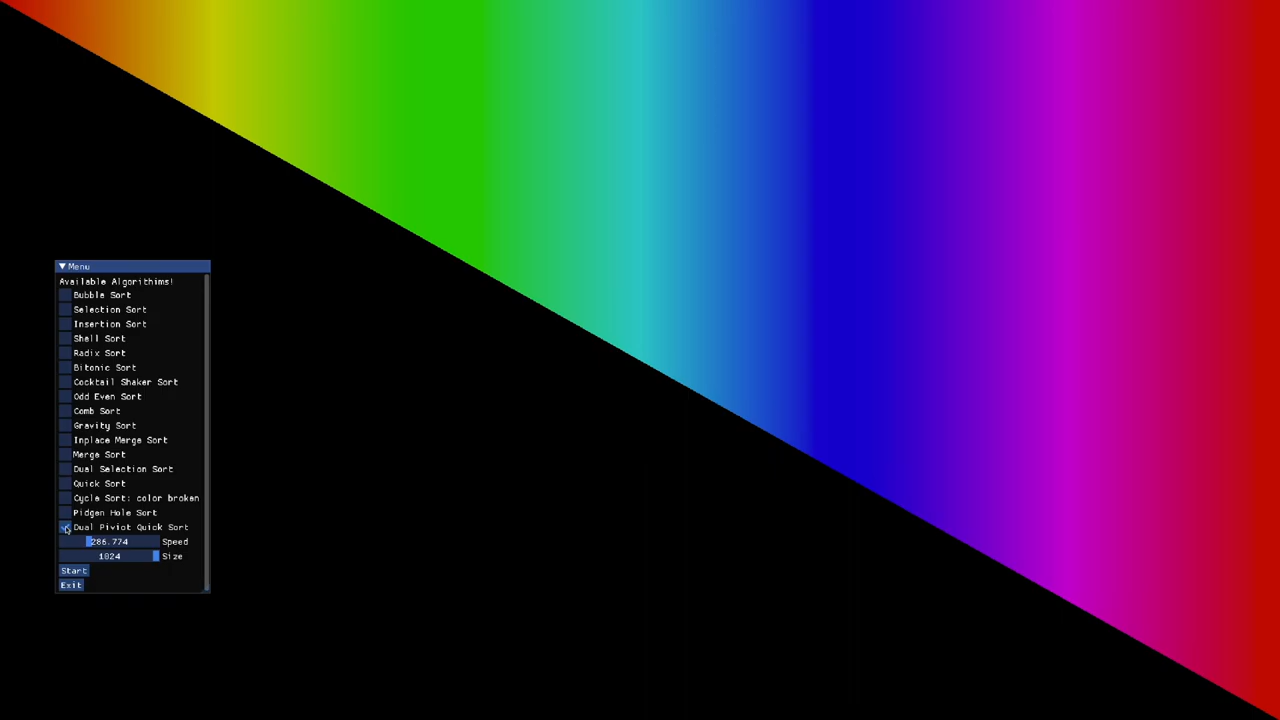 Menu
Available Algorithims!
Bubble Sort
Selection Sort
Insertion Sort
Shell Sort
Radix Sort
Bitonic Sort
Cocktail Shaker Sort
Odd Even Sort
Comb Sort
Gravity Sort
Inplace Merge Sort
Merge Sort
Dual Selection Sort
Quick Sort
Cycle Sort: color broken
Pidgen Hole Sort
Dual Piviot Quick Sort
286.774 Speed
1024 Size
Start
Exit